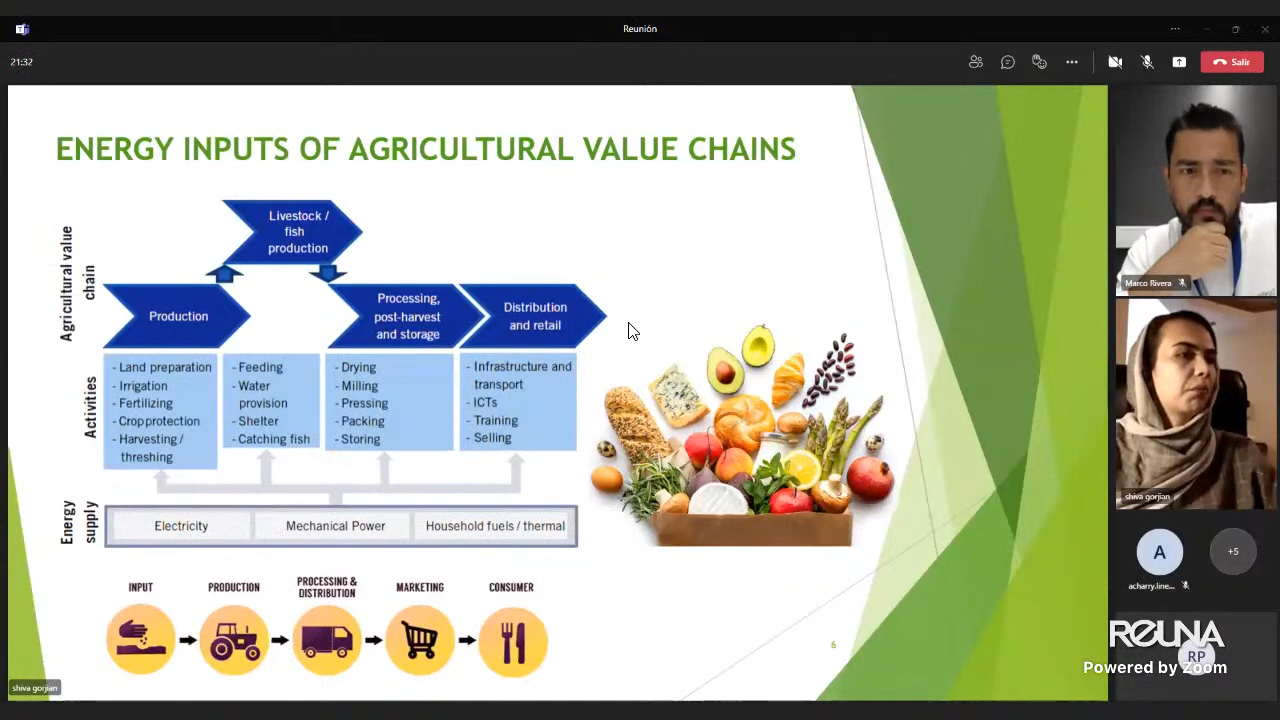 Reunión
21:32
Salir
ENERGY INPUTS OF AGRICULTURAL VALUE CHAINS
Agricultural value
chain
Livestock /
fish
production
Production
Processing,
post-harvest
and storage
Distribution
and retail
Activities
- Land preparation
- Irrigation
- Fertilizing
- Crop protection
- Harvesting /
threshing
- Feeding
- Water
provision
- Shelter
- Catching fish
- Drying
- Milling
- Pressing
- Packing
- Storing
- Infrastructure and
transport
- ICTs
- Training
- Selling
Energy
supply
Electricity
Mechanical Power
Household fuels / thermal
INPUT
PRODUCTION
PROCESSING &
DISTRIBUTION
MARKETING
CONSUMER
6
shiva gorjian
Marco Rivera
shiva gorjian
A
+5
acharry.line...
REUNA
RP
Powered by Zoom